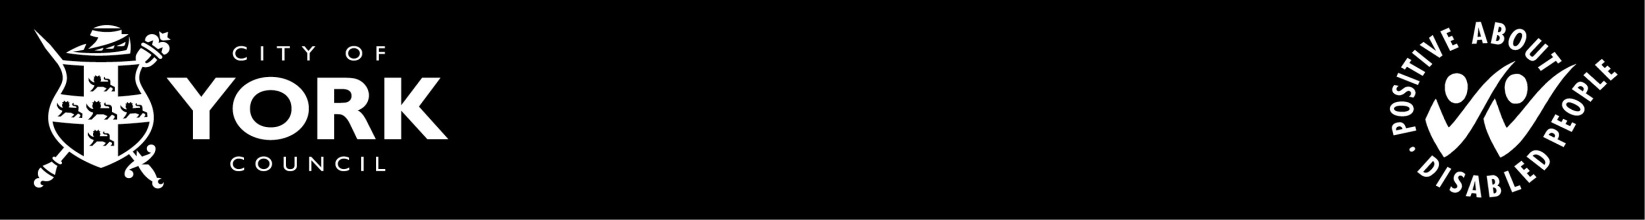 CITY OF
YORK
COUNCIL
POSITIVE ABOUT
· DISABLED PEOPLE